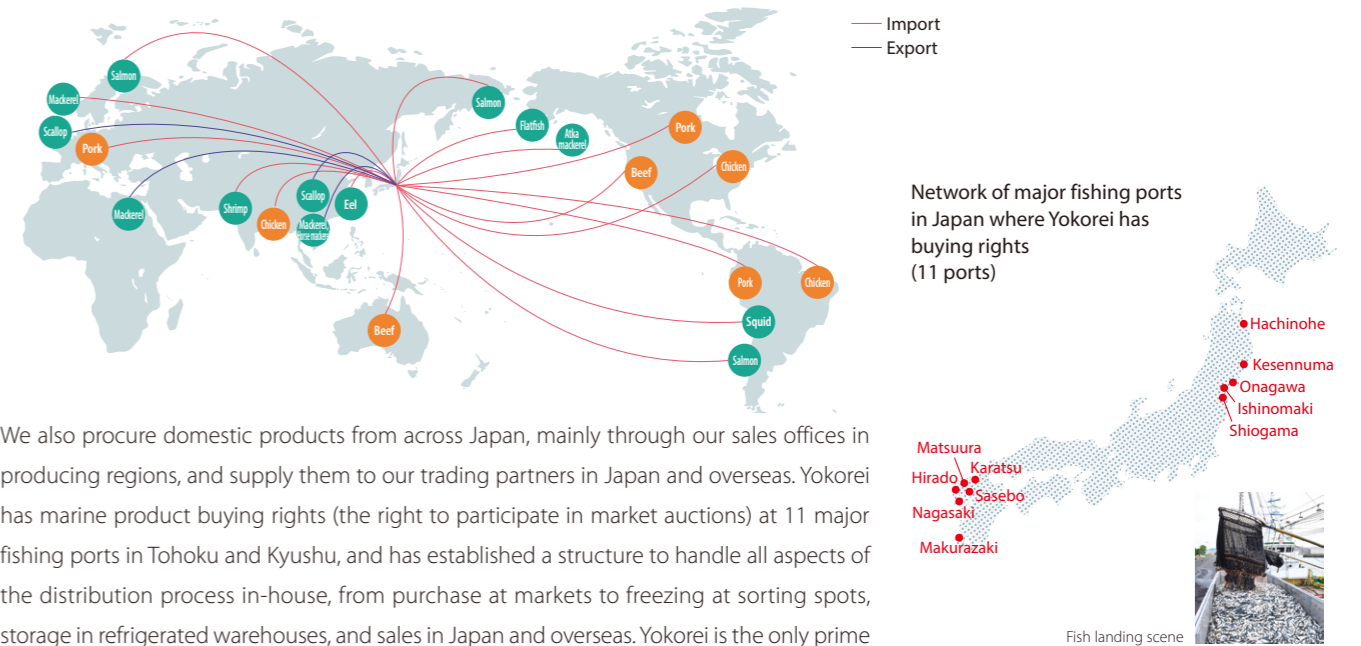 Import
Export
Salmon
Mackerel
Scallop
Pork
Mackerel
Shrimp
Chicken
Scallop
Eel
Mackerel,
Horse mackerel
Beef
Salmon
Flatfish
Atka
mackerel
Pork
Beef
Chicken
Pork
Chicken
Squid
Salmon
Network of major fishing ports
in Japan where Yokorei has
buying rights
(11 ports)
Hachinohe
Kesennuma
Onagawa
Ishinomaki
Shiogama
Matsuura
Karatsu
Hirado
Sasebo
Nagasaki
Makurazaki
We also procure domestic products from across Japan, mainly through our sales offices in
producing regions, and supply them to our trading partners in Japan and overseas. Yokorei
has marine product buying rights (the right to participate in market auctions) at 11 major
fishing ports in Tohoku and Kyushu, and has established a structure to handle all aspects of
the distribution process in-house, from purchase at markets to freezing at sorting spots,
storage in refrigerated warehouses, and sales in Japan and overseas. Yokorei is the only prime
Fish landing scene